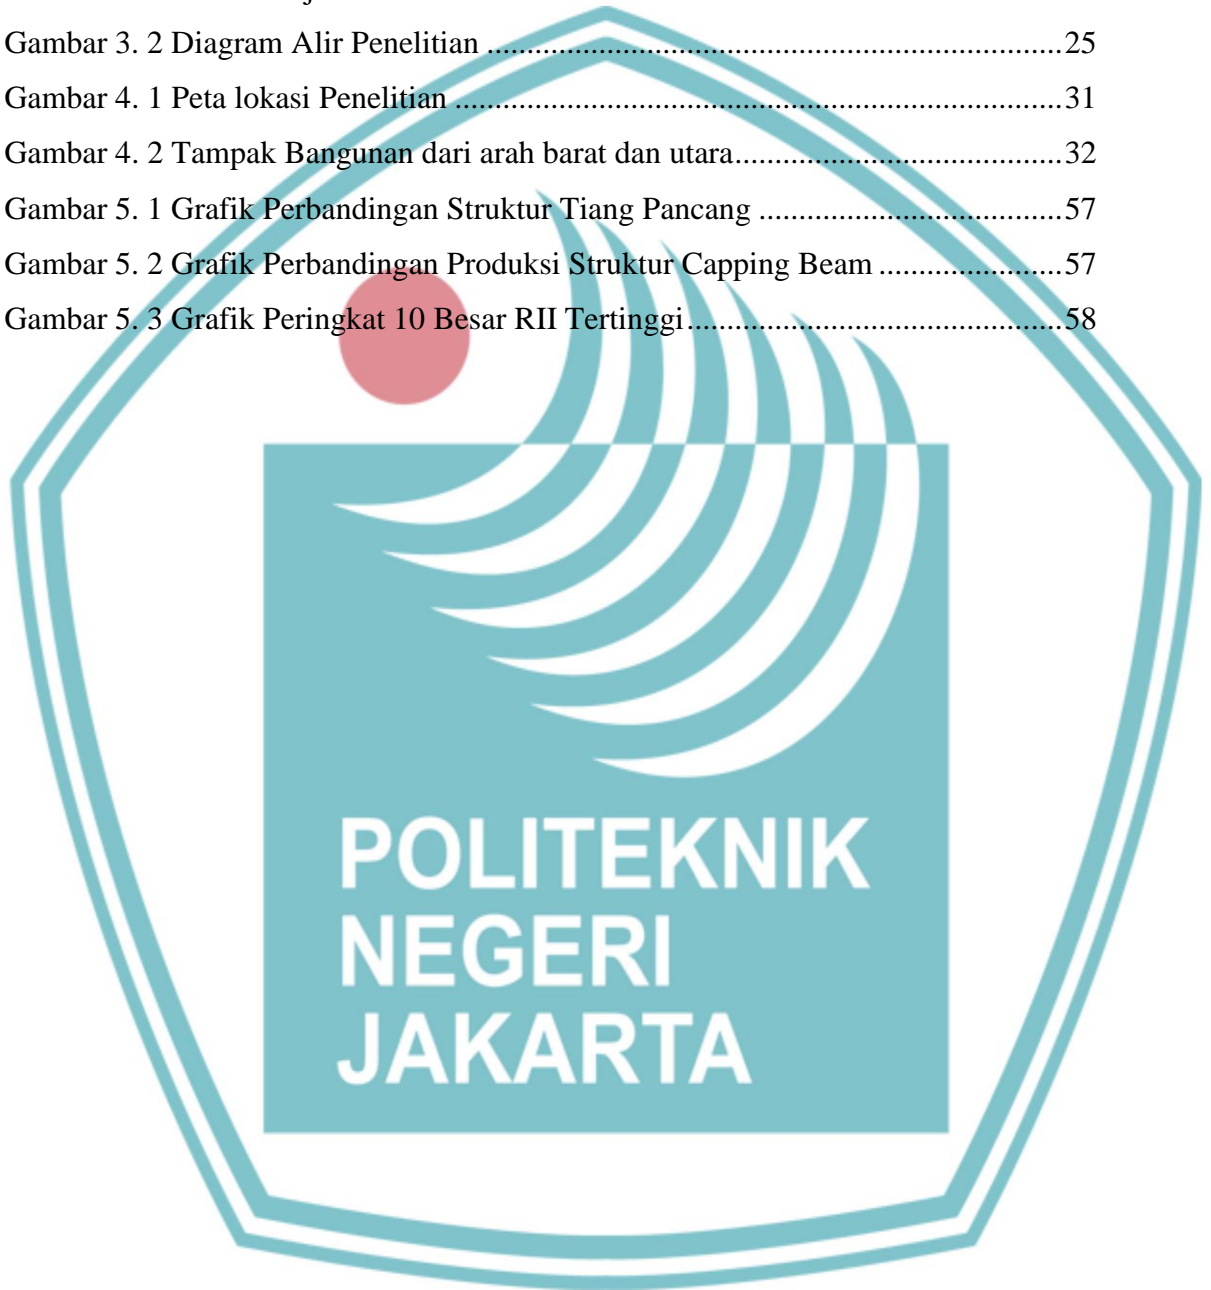 Gambar 3. 2 Diagram Alir Penelitian ........................................................................25
Gambar 4. 1 Peta lokasi Penelitian ............................................................................31
Gambar 4. 2 Tampak Bangunan dari arah barat dan utara.........................................32
Gambar 5. 1 Grafik Perbandingan Struktur Tiang Pancang ......................................57
Gambar 5. 2 Grafik Perbandingan Produksi Struktur Capping Beam .......................57
Gambar 5. 3 Grafik Peringkat 10 Besar RII Tertinggi...............................................58
POLITEKNIK
NEGERI
JAKARTA